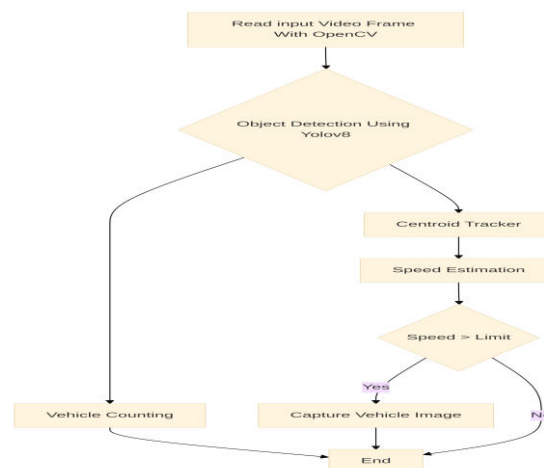 Read input Video Frame
With OpenCV
Object Detection Using
Yolov8
Centroid Tracker
Speed Estimation
Speed > Limit
Yes
Vehicle Counting
Capture Vehicle Image
End